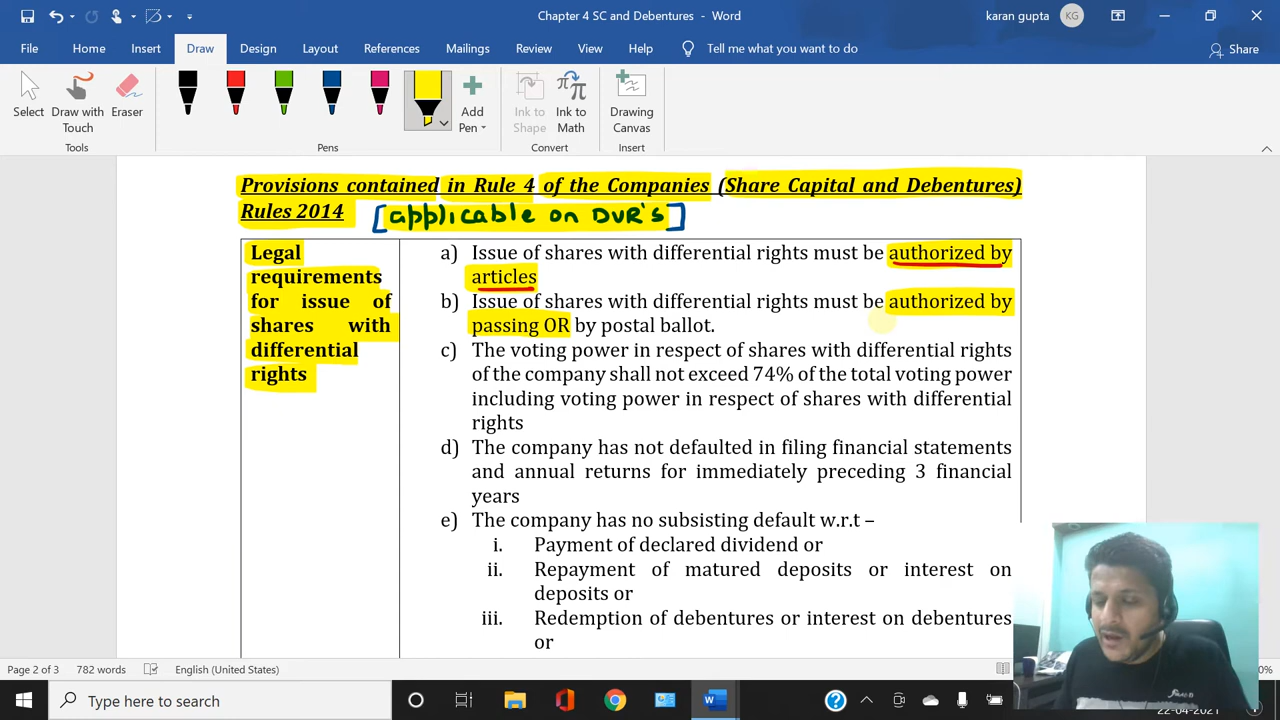 Chapter 4 SC and Debentures - Word
karan gupta
KG
File
Home
Insert
Draw
Design
Layout
References
Mailings
Review
View
Help
Tell me what you want to do
Share
Select
Draw with Touch
Eraser
Add Pen
Ink to Shape
Ink to Math
Drawing Canvas
Tools
Pens
Convert
Insert
Provisions contained in Rule 4 of the Companies (Share Capital and Debentures)
Rules 2014 [applicable on DVR's]
Legal
requirements
for issue of
shares with
differential
rights
a) Issue of shares with differential rights must be authorized by
articles
b) Issue of shares with differential rights must be authorized by
passing OR by postal ballot.
c) The voting power in respect of shares with differential rights
of the company shall not exceed 74% of the total voting power
including voting power in respect of shares with differential
rights
d) The company has not defaulted in filing financial statements
and annual returns for immediately preceding 3 financial
years
e) The company has no subsisting default w.r.t –
i. Payment of declared dividend or
ii. Repayment of matured deposits or interest on
deposits or
iii. Redemption of debentures or interest on debentures
or
Page 2 of 3
782 words
English (United States)
0%
Type here to search
22-04-2021